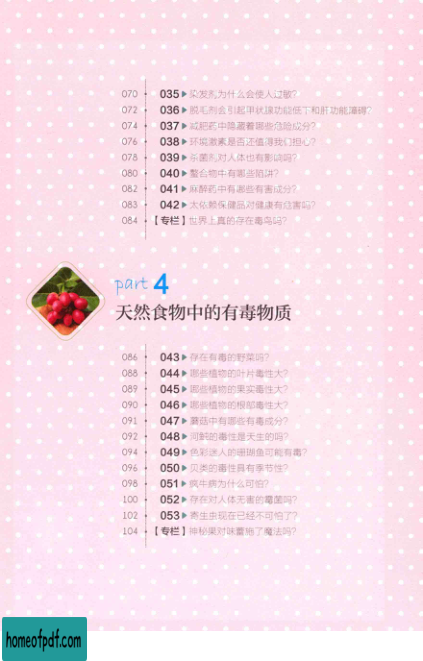 070 035 ▶ 染发剂为什么会使人过敏?
072 036 ▶ 脱毛剂会引起甲状腺功能低下和肝功能障碍?
074 037 ▶ 减肥药中隐藏着哪些危险成分?
076 038 ▶ 环境激素是否还值得我们担心?
078 039 ▶ 杀菌剂对人体也有影响吗?
080 040 ▶ 螯合物中有哪些陷阱?
082 041 ▶ 麻醉药中有哪些有害成分?
083 042 ▶ 太依赖保健品对健康有危害吗?
084 【专栏】世界上真的存在毒鸟吗?
part 4
天然食物中的有毒物质
086 043 ▶ 存在有毒的野菜吗?
088 044 ▶ 哪些植物的叶片毒性大?
089 045 ▶ 哪些植物的果实毒性大?
090 046 ▶ 哪些植物的根部毒性大?
091 047 ▶ 蘑菇中有哪些有毒成分?
092 048 ▶ 河豚的毒性是天生的吗?
094 049 ▶ 色彩迷人的珊瑚鱼可能有毒?
096 050 ▶ 贝类的毒性具有季节性?
098 051 ▶ 疯牛病为什么可怕?
100 052 ▶ 存在对人体无害的霉菌吗?
102 053 ▶ 寄生虫现在已经不可怕了?
104 【专栏】神秘果对味蕾施了魔法吗?
homeofpdf.com